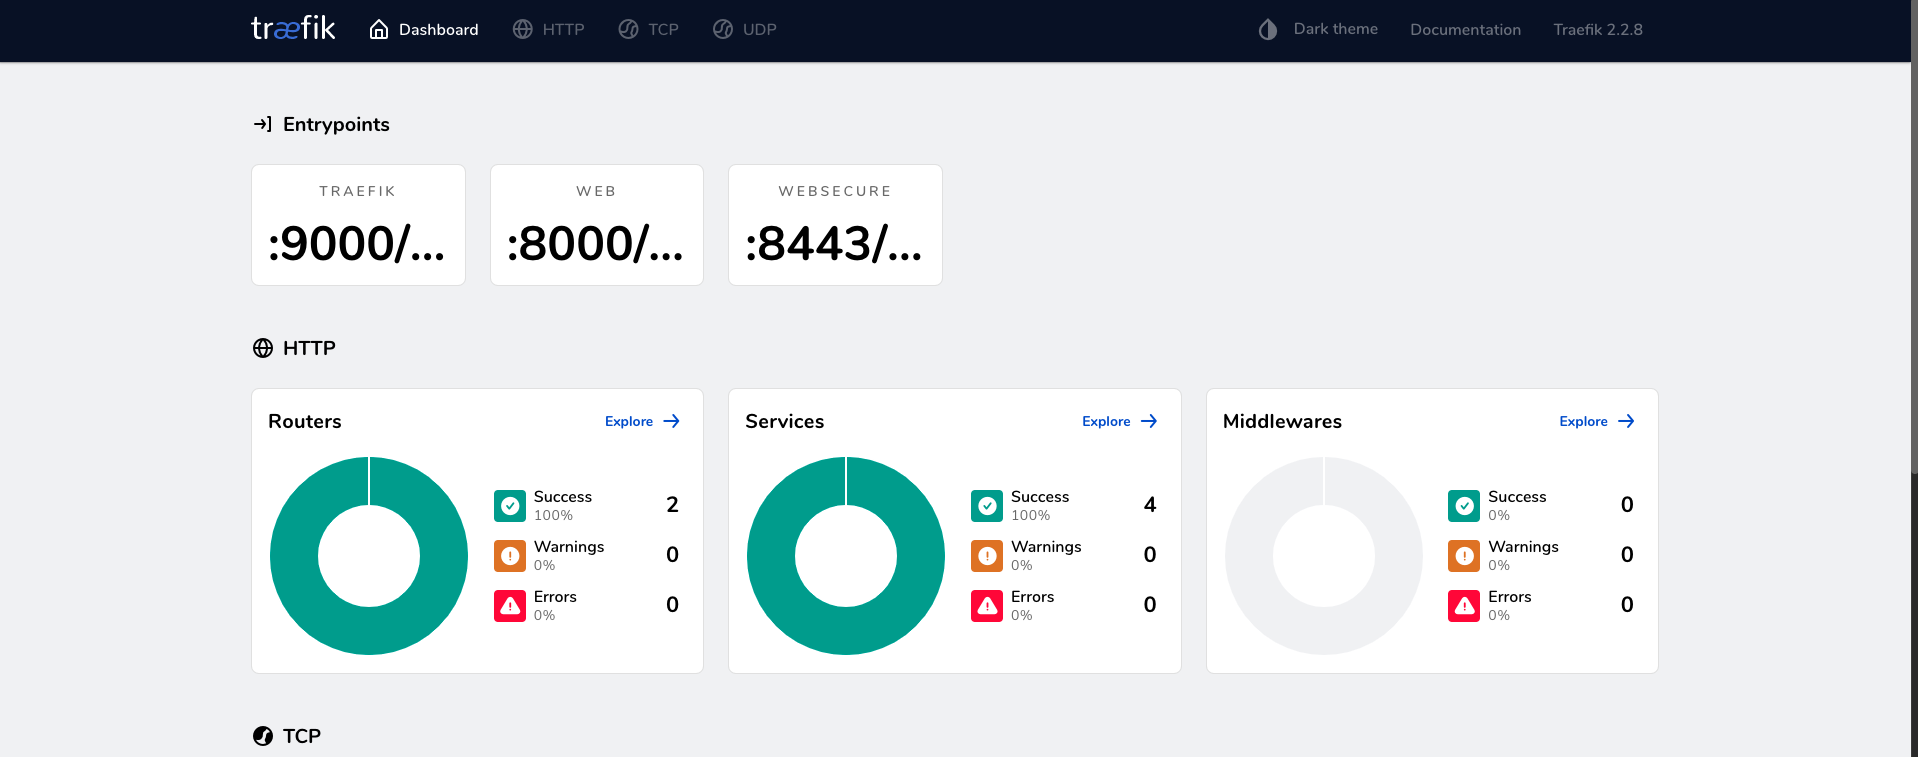 træfik Dashboard HTTP TCP UDP Dark theme Documentation Traefik 2.2.8
Entrypoints
TRAEFIK WEB WEBSECURE
:9000/... :8000/... :8443/...
HTTP
Routers Explore Services Explore Middlewares Explore
Success 2 Success 4 Success 0
100% 100% 0%
Warnings 0 Warnings 0 Warnings 0
0% 0% 0%
Errors 0 Errors 0 Errors 0
0% 0% 0%
TCP